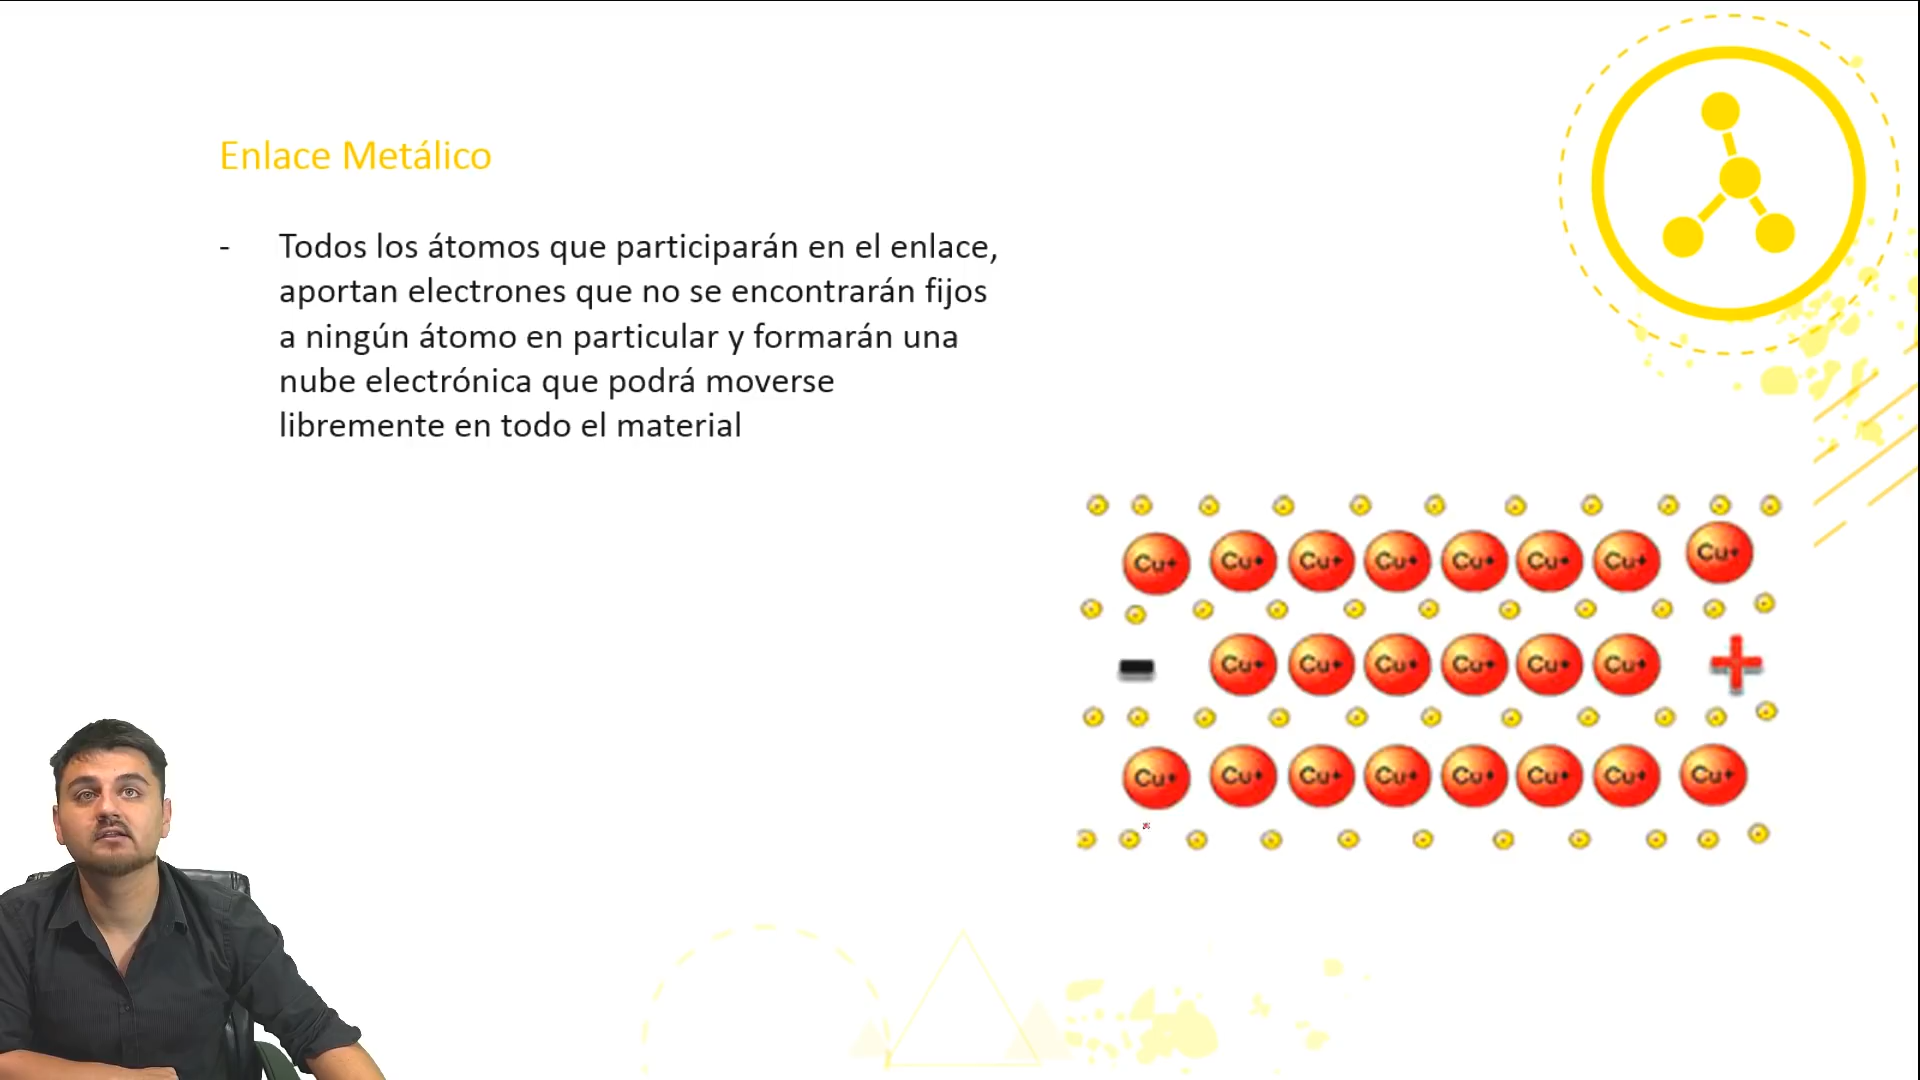 Enlace Metálico
- Todos los átomos que participarán en el enlace,
aportan electrones que no se encontrarán fijos
a ningún átomo en particular y formarán una
nube electrónica que podrá moverse
libremente en todo el material
Cu+ Cu+ Cu+ Cu+ Cu+ Cu+ Cu+ Cu+
- Cu+ Cu+ Cu+ Cu+ Cu+ Cu+ +
Cu+ Cu+ Cu+ Cu+ Cu+ Cu+ Cu+ Cu+